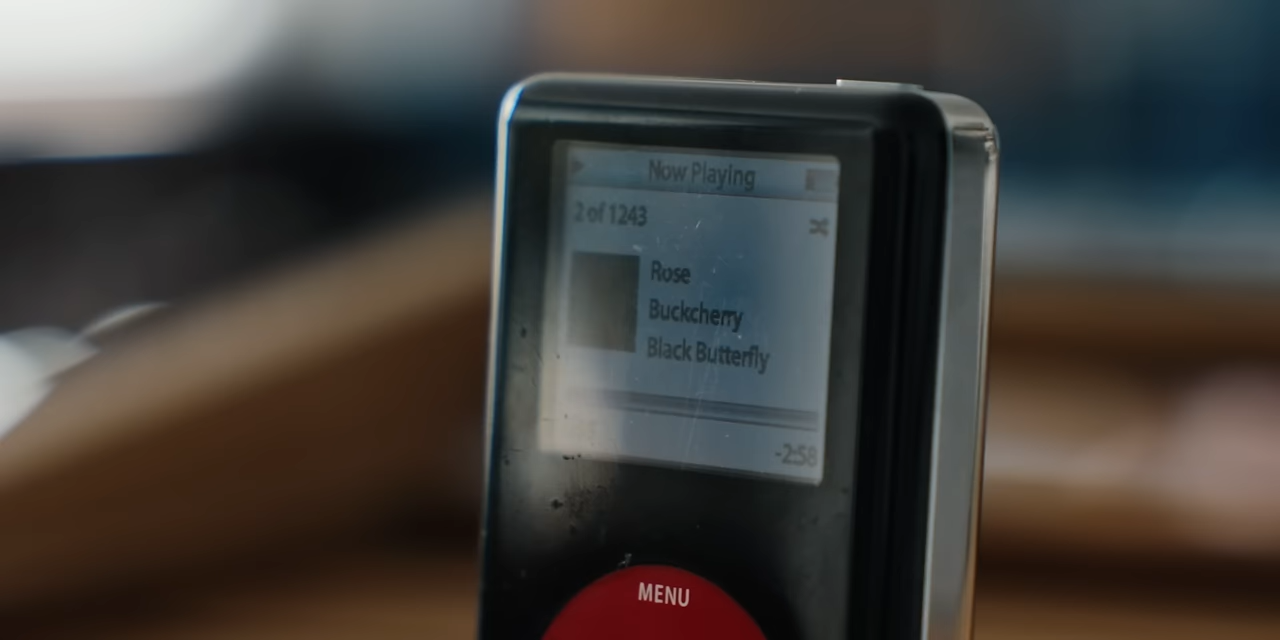 Now Playing
2 of 1243
Rose
Buckcherry
Black Butterfly
-2:58
MENU